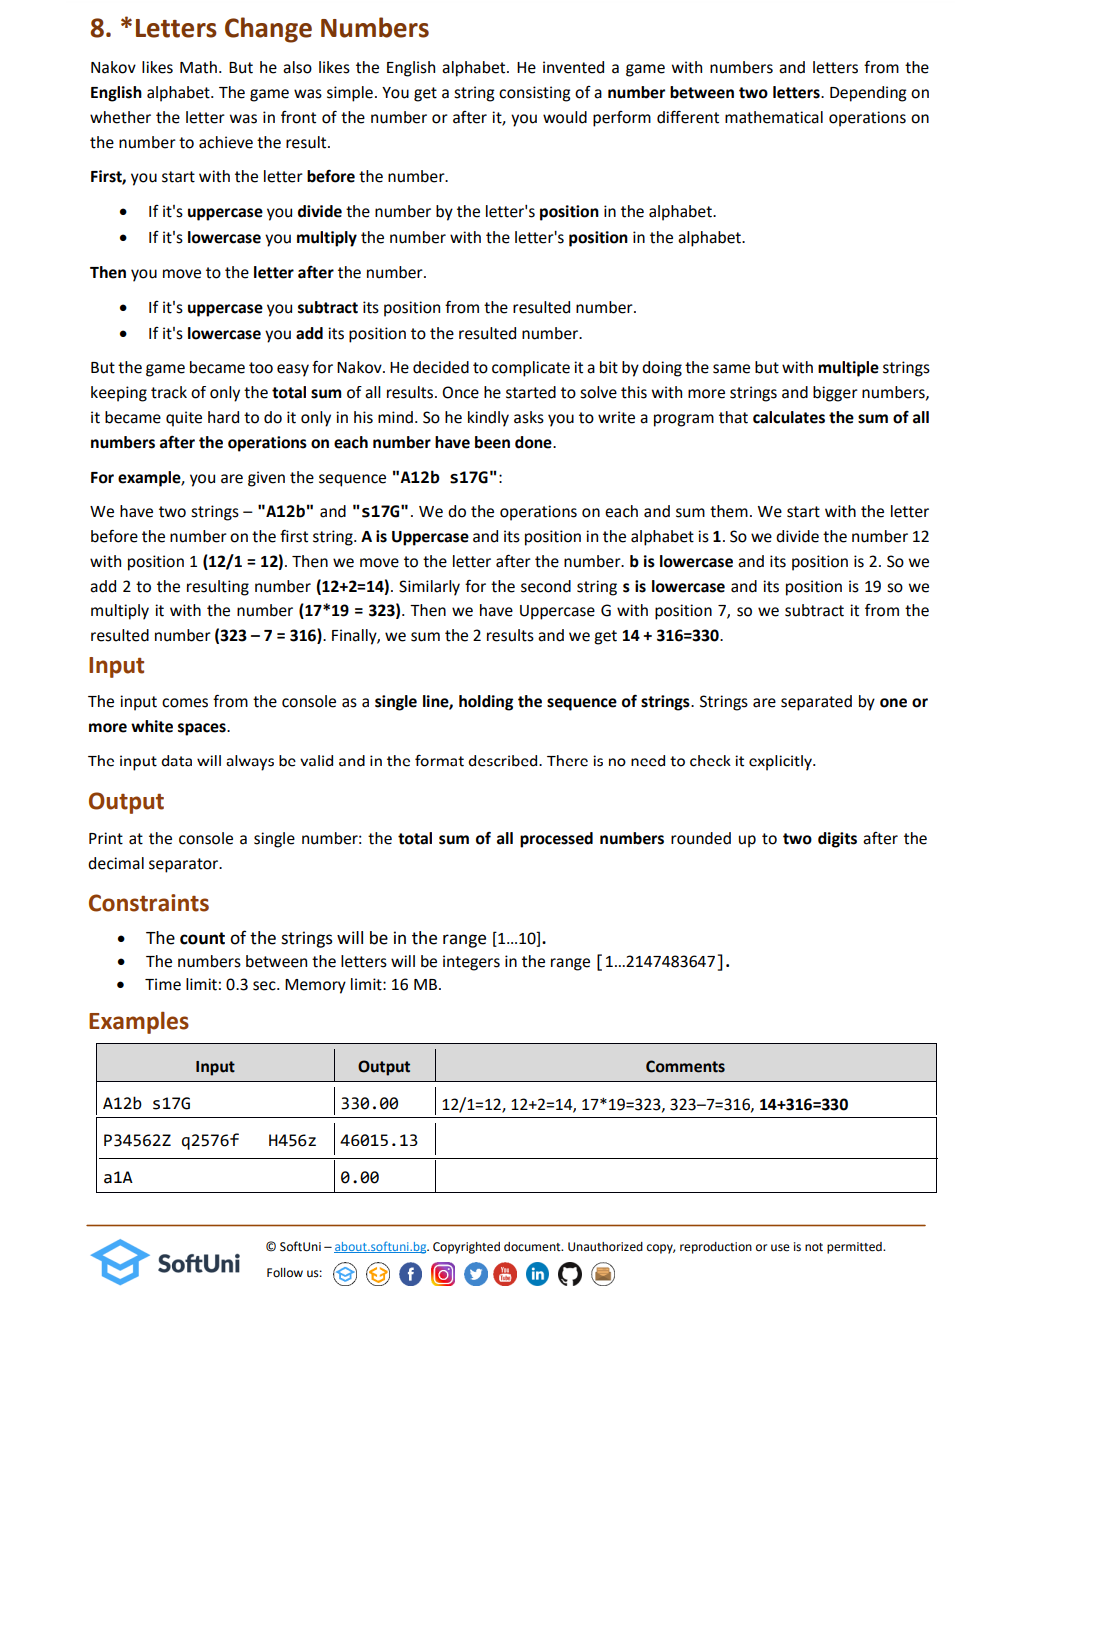 8. *Letters Change Numbers
Nakov likes Math. But he also likes the English alphabet. He invented a game with numbers and letters from the
English alphabet. The game was simple. You get a string consisting of a number between two letters. Depending on
whether the letter was in front of the number or after it, you would perform different mathematical operations on
the number to achieve the result.
First, you start with the letter before the number.
• If it's uppercase you divide the number by the letter's position in the alphabet.
• If it's lowercase you multiply the number with the letter's position in the alphabet.
Then you move to the letter after the number.
• If it's uppercase you subtract its position from the resulted number.
• If it's lowercase you add its position to the resulted number.
But the game became too easy for Nakov. He decided to complicate it a bit by doing the same but with multiple strings
keeping track of only the total sum of all results. Once he started to solve this with more strings and bigger numbers,
it became quite hard to do it only in his mind. So he kindly asks you to write a program that calculates the sum of all
numbers after the operations on each number have been done.
For example, you are given the sequence "A12b s17G":
We have two strings – "A12b" and "s17G". We do the operations on each and sum them. We start with the letter
before the number on the first string. A is Uppercase and its position in the alphabet is 1. So we divide the number 12
with position 1 (12/1 = 12). Then we move to the letter after the number. b is lowercase and its position is 2. So we
add 2 to the resulting number (12+2=14). Similarly for the second string s is lowercase and its position is 19 so we
multiply it with the number (17*19 = 323). Then we have Uppercase G with position 7, so we subtract it from the
resulted number (323 – 7 = 316). Finally, we sum the 2 results and we get 14 + 316=330.
Input
The input comes from the console as a single line, holding the sequence of strings. Strings are separated by one or
more white spaces.
The input data will always be valid and in the format described. There is no need to check it explicitly.
Output
Print at the console a single number: the total sum of all processed numbers rounded up to two digits after the
decimal separator.
Constraints
• The count of the strings will be in the range [1…10].
• The numbers between the letters will be integers in the range [1…2147483647].
• Time limit: 0.3 sec. Memory limit: 16 MB.
Examples
Input Output Comments
A12b s17G 330.00 12/1=12, 12+2=14, 17*19=323, 323–7=316, 14+316=330
P34562Z q2576f H456z 46015.13
a1A 0.00
SoftUni
© SoftUni – about.softuni.bg. Copyrighted document. Unauthorized copy, reproduction or use is not permitted.
Follow us: